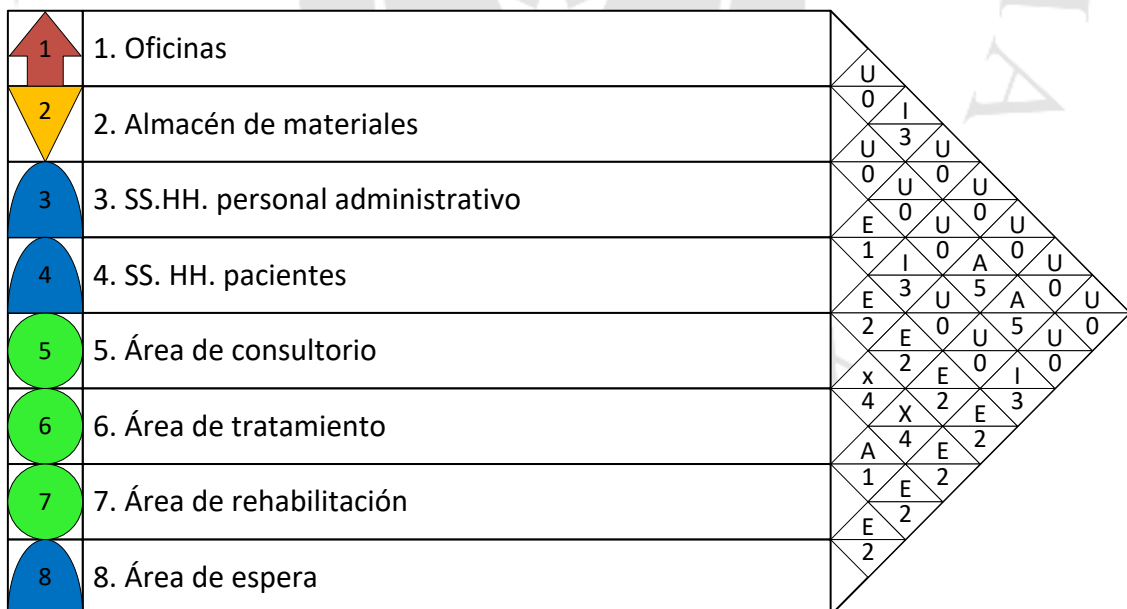 1 1. Oficinas
2 2. Almacén de materiales
3 3. SS.HH. personal administrativo
4 4. SS. HH. pacientes
5 5. Área de consultorio
6 6. Área de tratamiento
7 7. Área de rehabilitación
8 8. Área de espera
U
0 I
3
U U
0 0
U U
0 0
E U U
1 0 0
I A U
3 5 0
E U A U
2 0 5 0
E U U
2 0 0
x E I
4 2 3
X E
4 2
A E
1 2
E
2
E
2
A